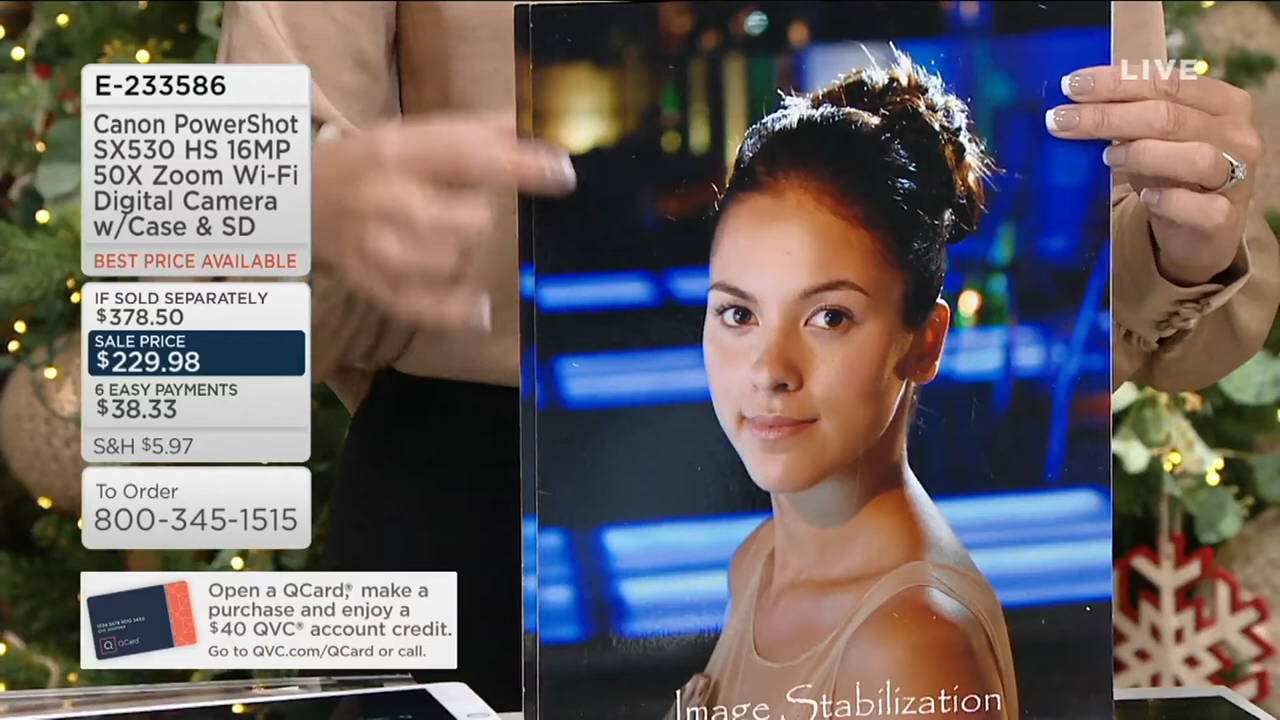 LIVE
E-233586
Canon PowerShot
SX530 HS 16MP
50X Zoom Wi-Fi
Digital Camera
w/Case & SD
BEST PRICE AVAILABLE
IF SOLD SEPARATELY
$378.50
SALE PRICE
$229.98
6 EASY PAYMENTS
$38.33
S&H $5.97
To Order
800-345-1515
Open a QCard,® make a
purchase and enjoy a
$40 QVC® account credit.
Go to QVC.com/QCard or call.
QCard
Image Stabilization